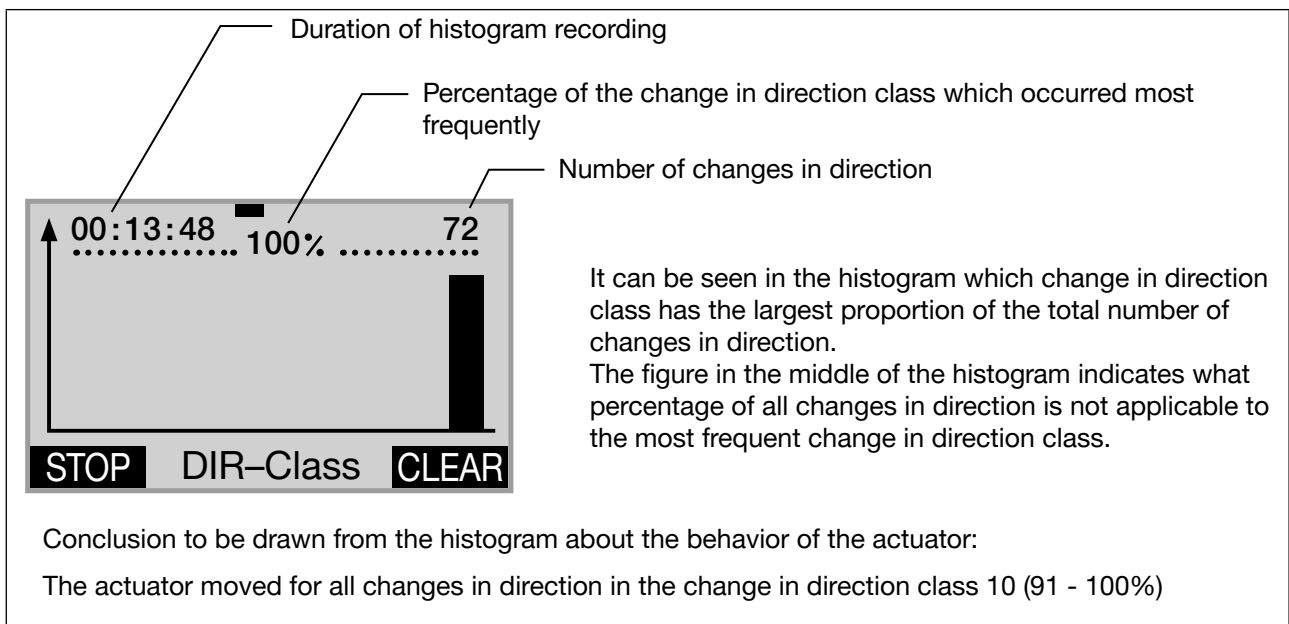 Duration of histogram recording
Percentage of the change in direction class which occurred most
frequently
Number of changes in direction
00:13:48
100%
72
It can be seen in the histogram which change in direction
class has the largest proportion of the total number of
changes in direction.
The figure in the middle of the histogram indicates what
percentage of all changes in direction is not applicable to
the most frequent change in direction class.
STOP DIR–Class CLEAR
Conclusion to be drawn from the histogram about the behavior of the actuator:
The actuator moved for all changes in direction in the change in direction class 10 (91 - 100%)